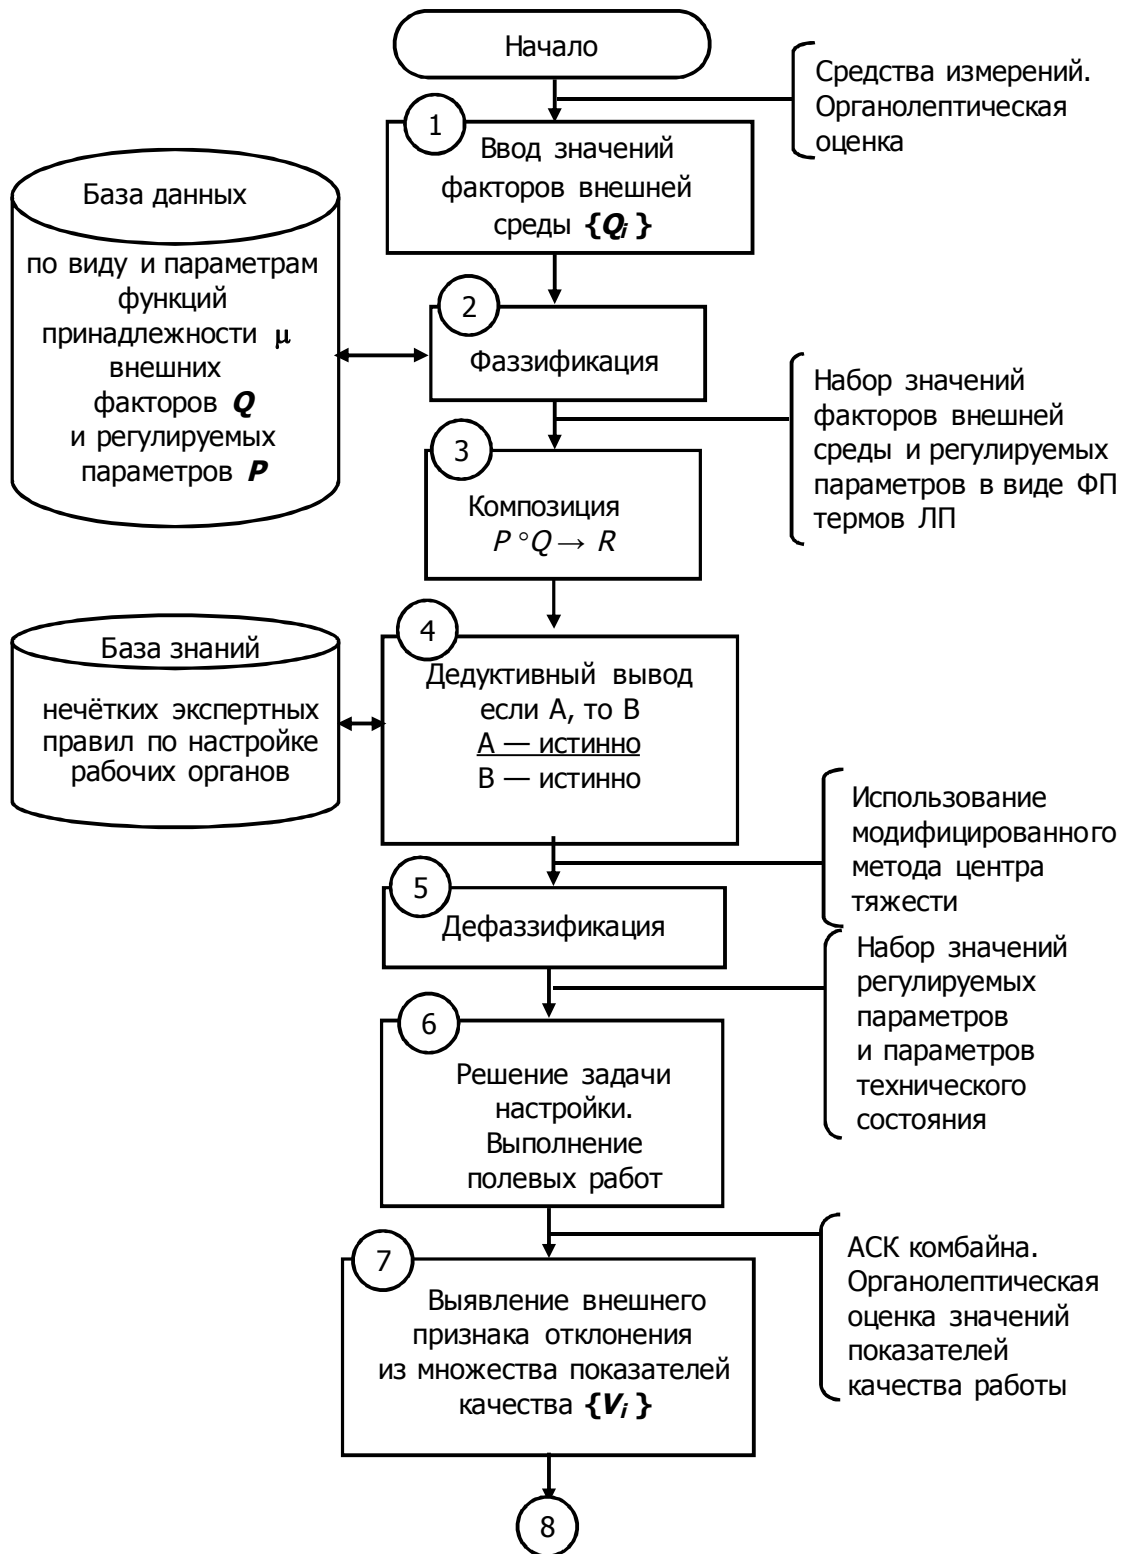 Начало
Средства измерений.
Органолептическая
оценка
1
Ввод значений
факторов внешней
среды {Qi}
База данных
по виду и параметрам
функций
принадлежности μ
внешних
факторов Q
и регулируемых
параметров P
2
Фаззификация
Набор значений
факторов внешней
среды и регулируемых
параметров в виде ФП
термов ЛП
3
Композиция
P °Q → R
База знаний
нечётких экспертных
правил по настройке
рабочих органов
4
Дедуктивный вывод
если A, то B
A — истинно
B — истинно
Использование
модифицированного
метода центра
тяжести
5
Дефаззификация
Набор значений
регулируемых
параметров
и параметров
технического
состояния
6
Решение задачи
настройки.
Выполнение
полевых работ
АСК комбайна.
Органолептическая
оценка значений
показателей
качества работы
7
Выявление внешнего
признака отклонения
из множества показателей
качества {Vi}
8